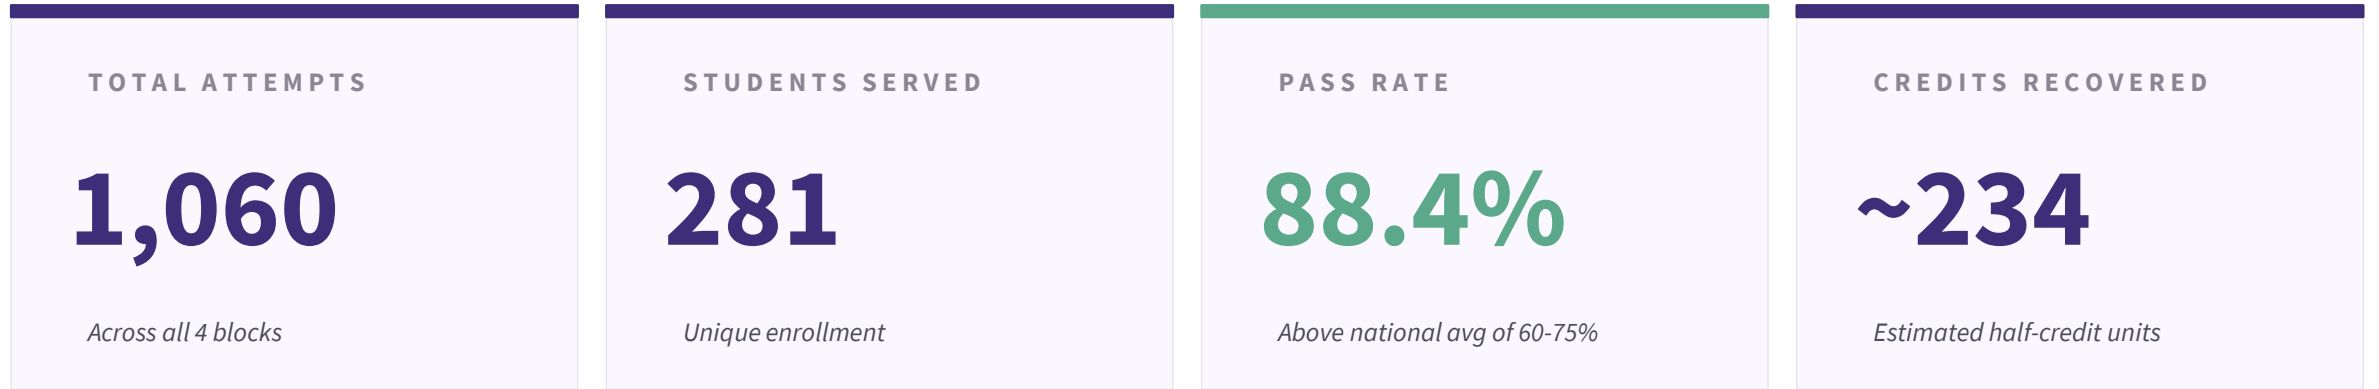 TOTAL ATTEMPTS
1,060
Across all 4 blocks
STUDENTS SERVED
281
Unique enrollment
PASS RATE
88.4%
Above national avg of 60-75%
CREDITS RECOVERED
~234
Estimated half-credit units